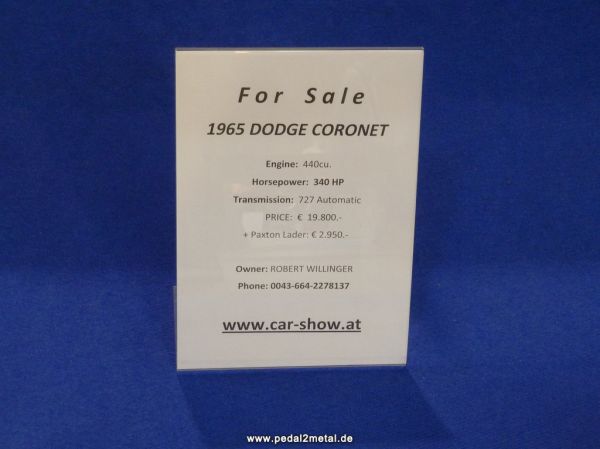 For Sale
1965 DODGE CORONET
Engine: 440cu.
Horsepower: 340 HP
Transmission: 727 Automatic
PRICE: € 19.800.-
+ Paxton Lader: € 2.950.-
Owner: ROBERT WILLINGER
Phone: 0043-664-2278137
www.car-show.at
www.pedal2metal.de